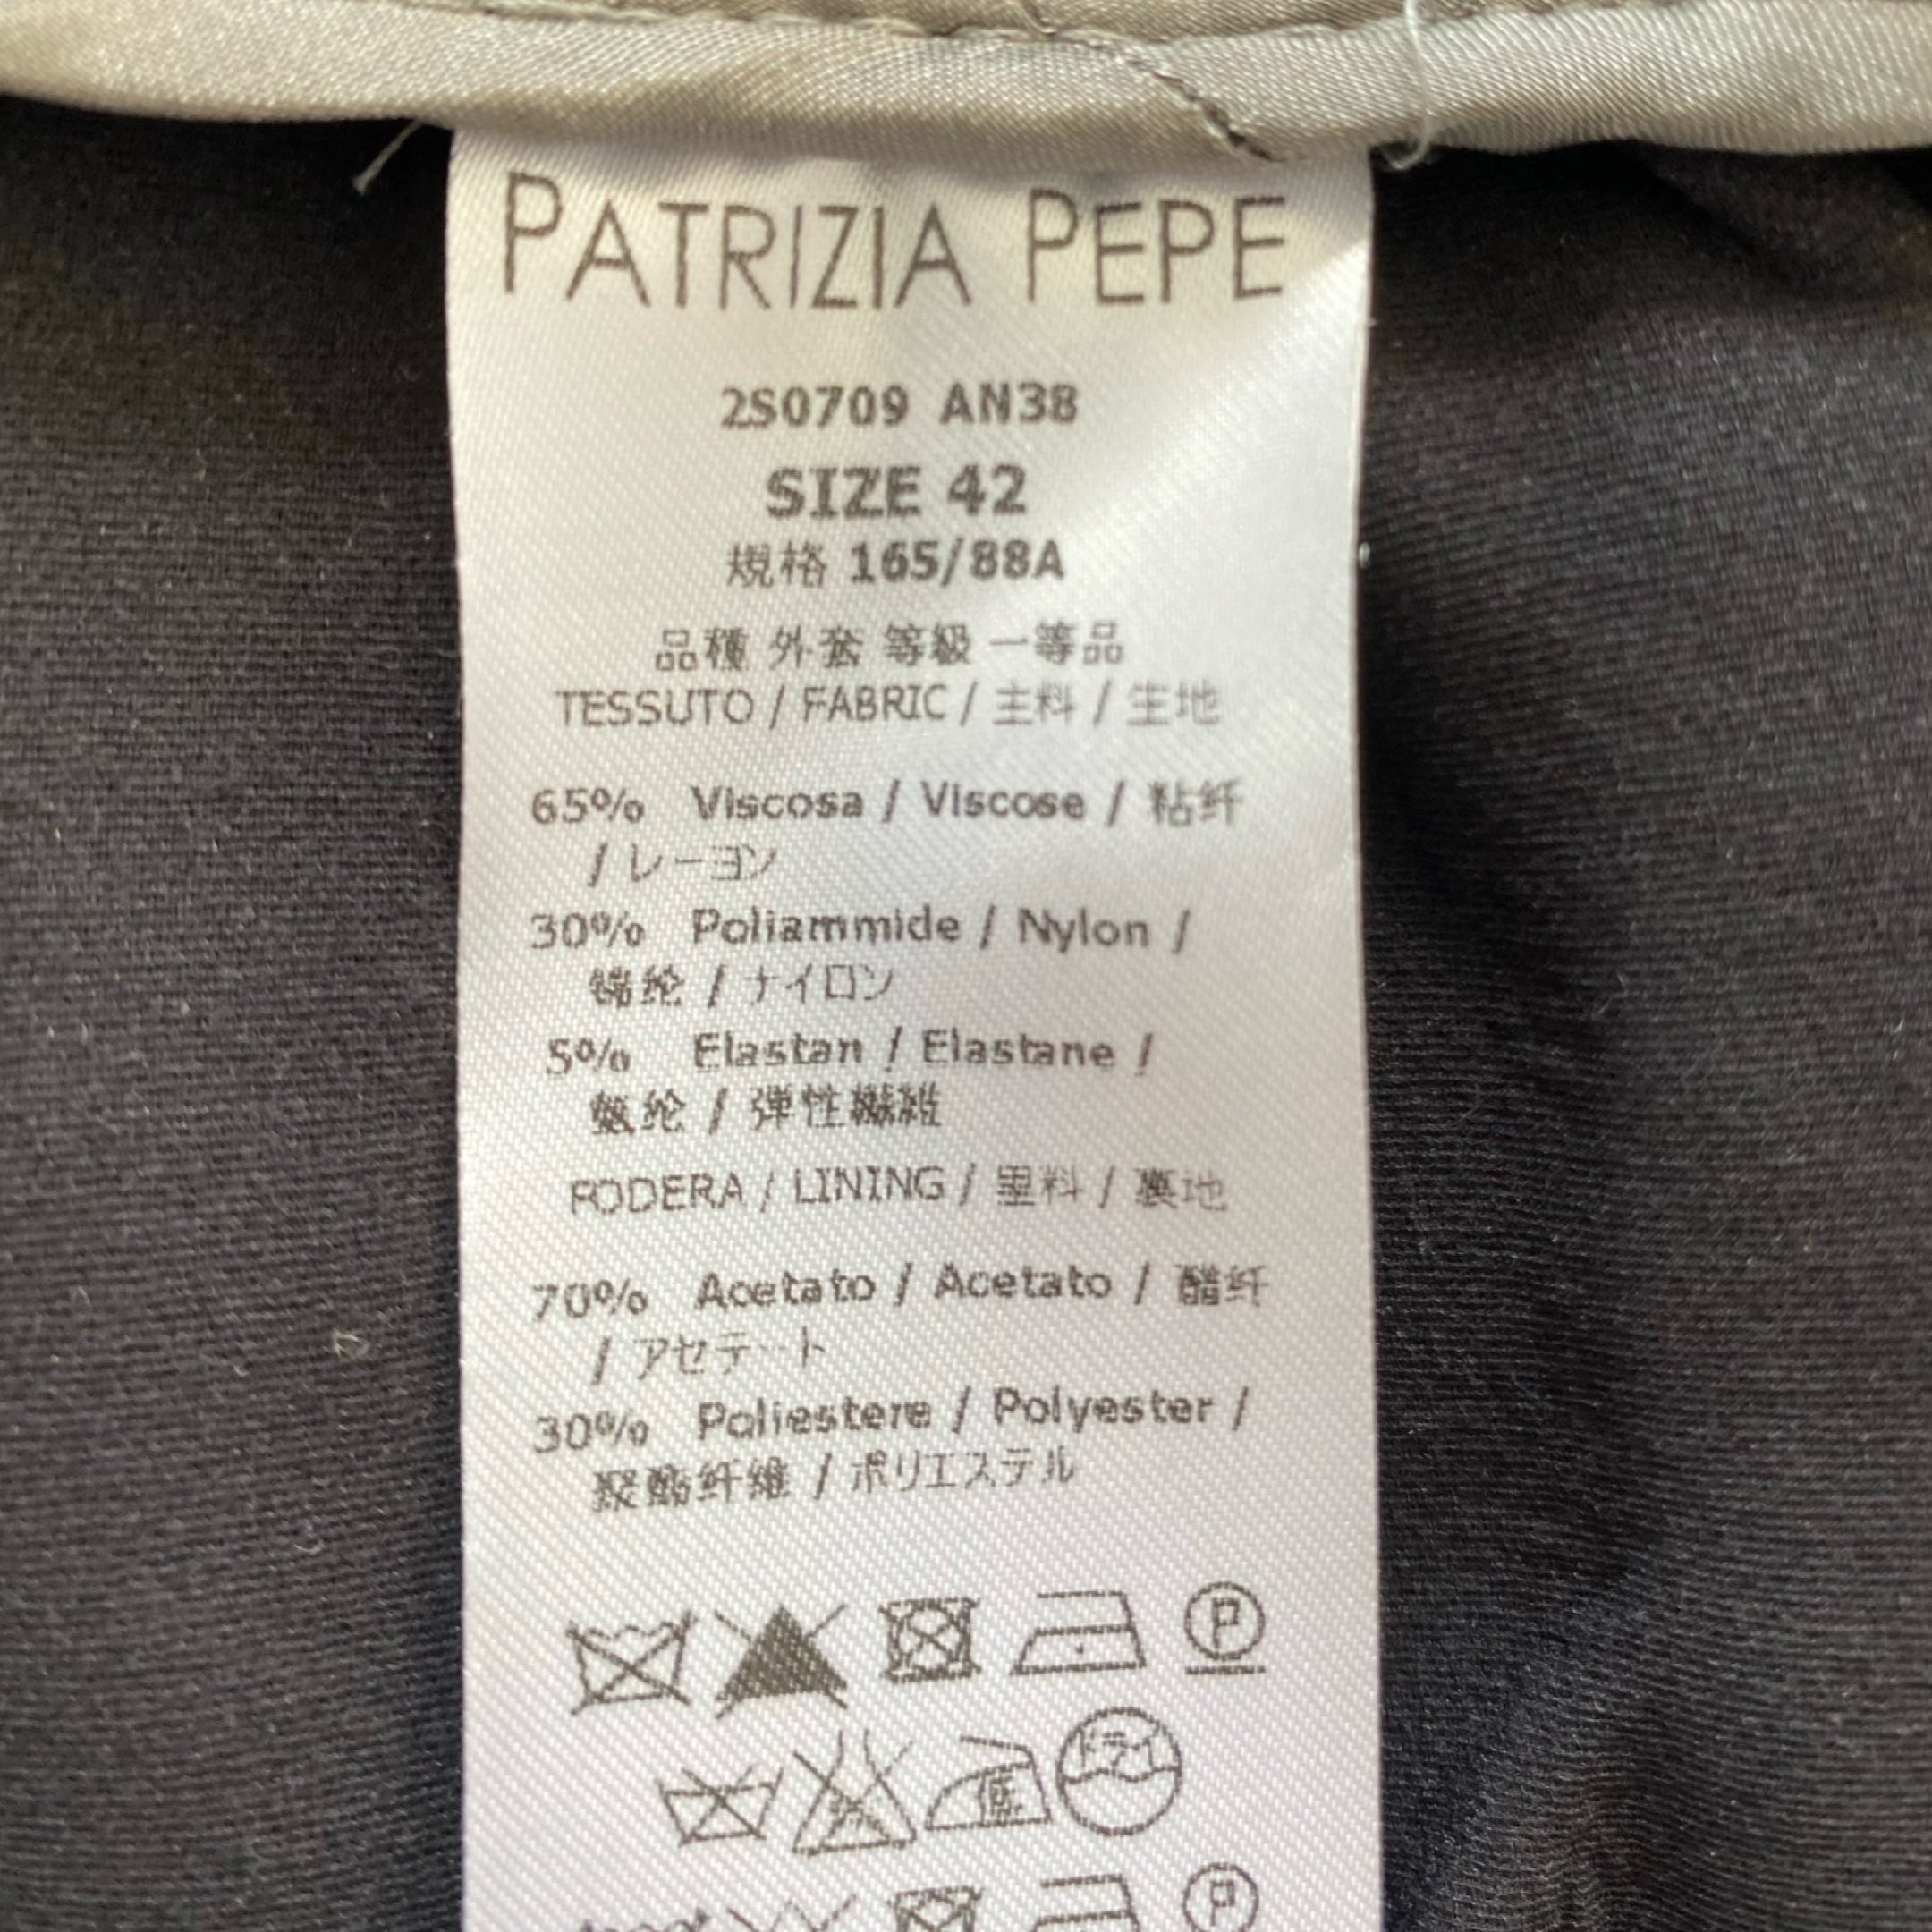 PATRIZIA PEPE
2S0709 AN38
SIZE 42
規格 165/88A
品種 外套 等級 一等品
TESSUTO / FABRIC / 主料 / 生地
65% Viscosa / Viscose / 粘纤
/ レーヨン
30% Poliammide / Nylon /
锦纶 / ナイロン
5% Elastan / Elastane /
氨纶 / 弹性繊維
FODERA / LINING / 里料 / 裏地
70% Acetato / Acetato / 醋纤
/ アセテート
30% Poliestere / Polyester /
聚酯纤维 / ポリエステル
P
低 ドライ
P